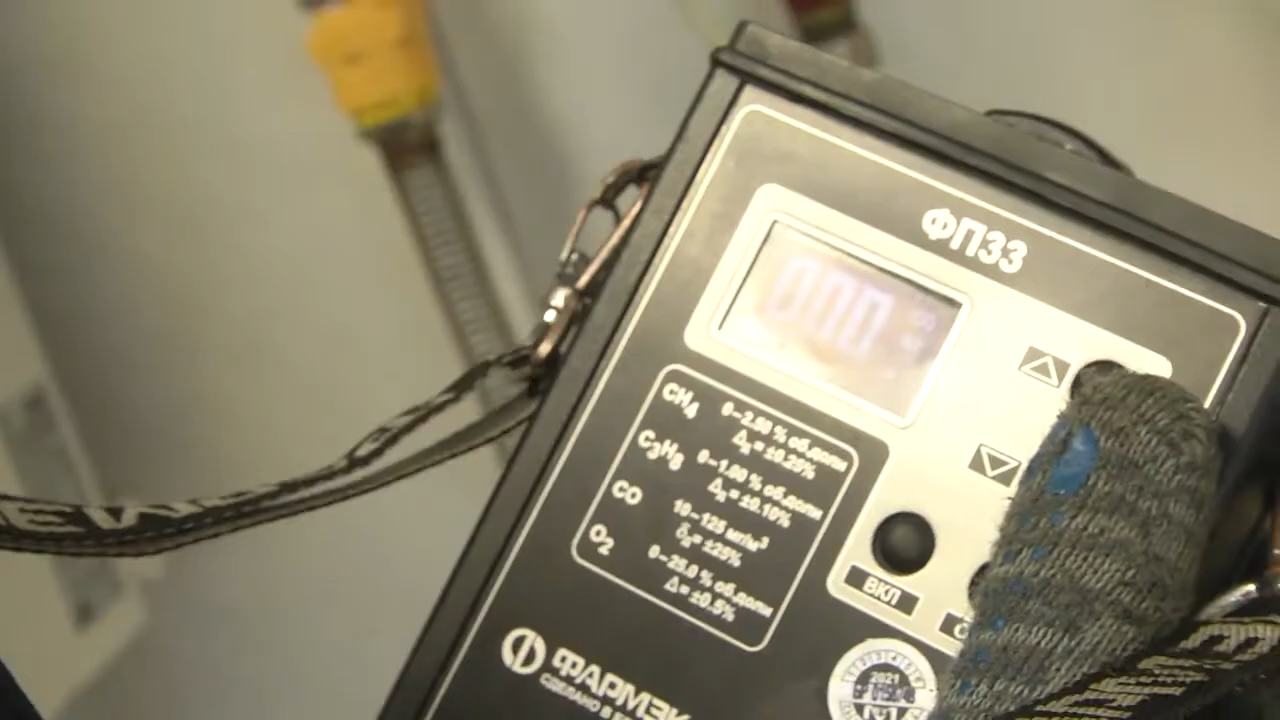 ФП33
CH4 0–2.50 % об.доли
Δд = ±0.25%
C3H8 0–1.00 % об.доли
Δд = ±0.10%
CO 10–125 мг/м³
δд = ±25%
O2 0–25.0 % об.доли
Δ = ±0.5%
ВКЛ
ФАРМЭК
СДЕЛАНО В
2021